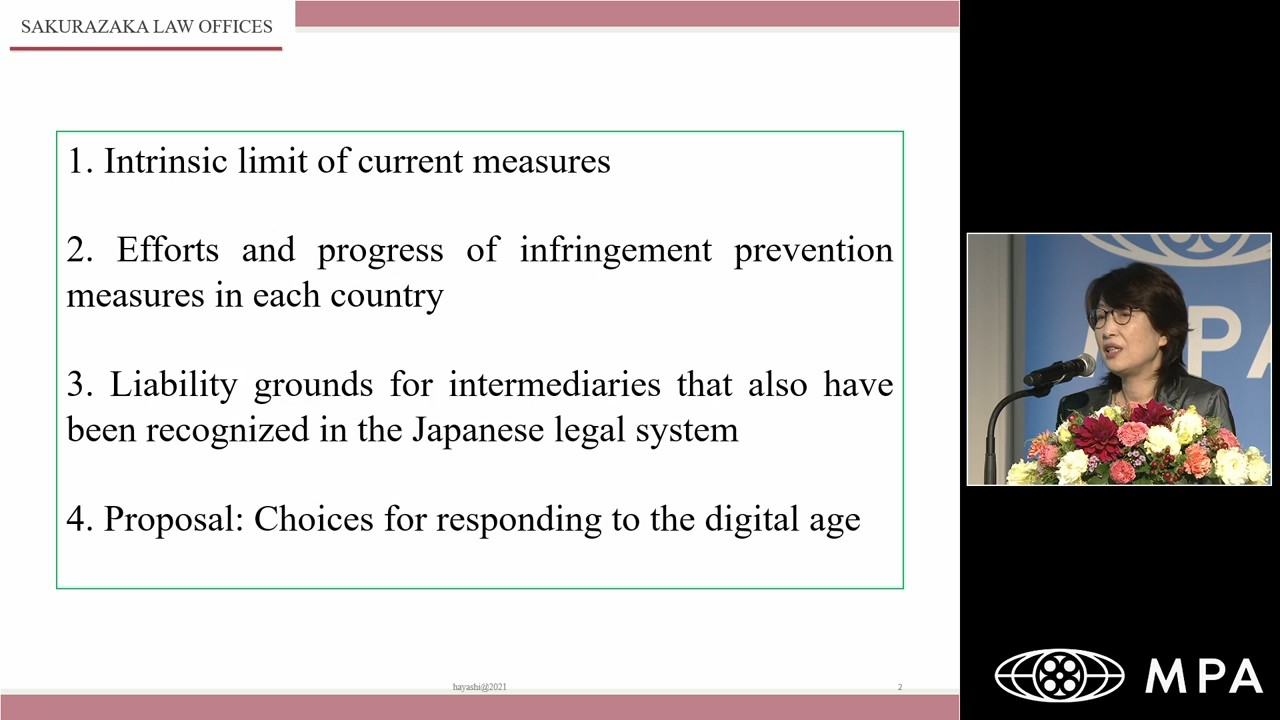 SAKURAZAKA LAW OFFICES
1. Intrinsic limit of current measures
2. Efforts and progress of infringement prevention
measures in each country
3. Liability grounds for intermediaries that also have
been recognized in the Japanese legal system
4. Proposal: Choices for responding to the digital age
hayashi@2021
2
MPA
MPA